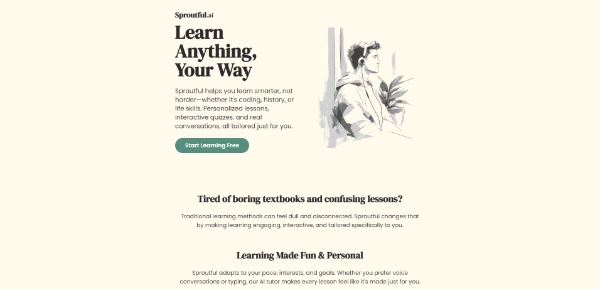 Sproutful.ai
Learn
Anything,
Your Way
Sproutful helps you learn smarter, not
harder—whether it's coding, history, or
life skills. Personalized lessons,
interactive quizzes, and real
conversations, all tailored just for you.
Start Learning Free
Tired of boring textbooks and confusing lessons?
Traditional learning methods can feel dull and disconnected. Sproutful changes that
by making learning engaging, interactive, and tailored specifically to you.
Learning Made Fun & Personal
Sproutful adapts to your pace, interests, and goals. Whether you prefer voice
conversations or typing, our AI tutor makes every lesson feel like it's made just for you.